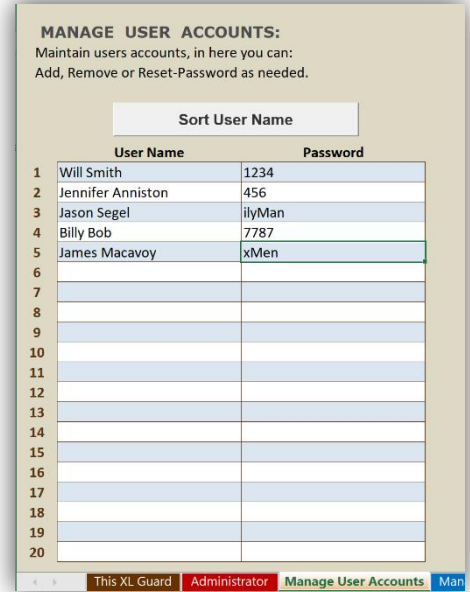 MANAGE USER ACCOUNTS:
Maintain users accounts, in here you can:
Add, Remove or Reset-Password as needed.
Sort User Name
User Name Password
1 Will Smith 1234
2 Jennifer Anniston 456
3 Jason Segel ilyMan
4 Billy Bob 7787
5 James Macavoy xMen
6
7
8
9
10
11
12
13
14
15
16
17
18
19
20
This XL Guard Administrator Manage User Accounts Man